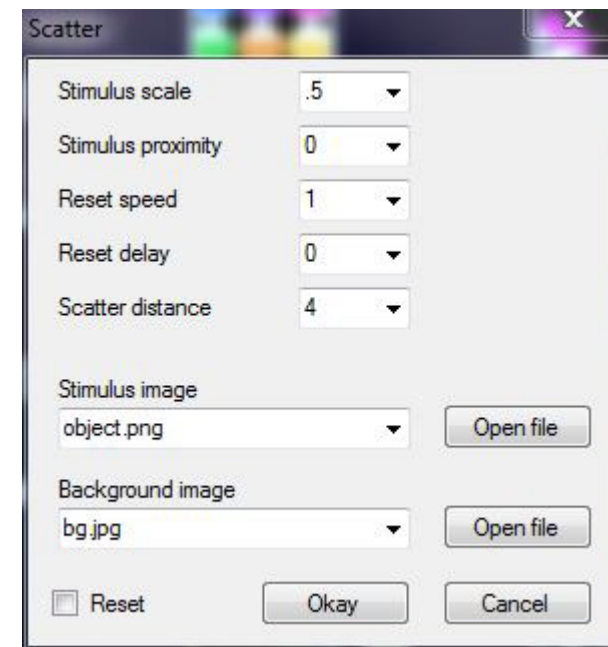 Scatter
X
Stimulus scale .5
Stimulus proximity 0
Reset speed 1
Reset delay 0
Scatter distance 4
Stimulus image
object.png Open file
Background image
bg.jpg Open file
Reset Okay Cancel